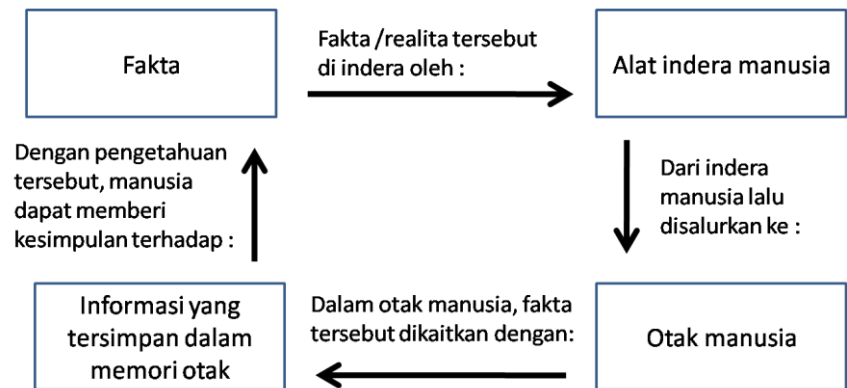 Fakta
Fakta /realita tersebut
di indera oleh :
Alat indera manusia
Dari indera
manusia lalu
disalurkan ke :
Otak manusia
Dalam otak manusia, fakta
tersebut dikaitkan dengan:
Informasi yang
tersimpan dalam
memori otak
Dengan pengetahuan
tersebut, manusia
dapat memberi
kesimpulan terhadap :